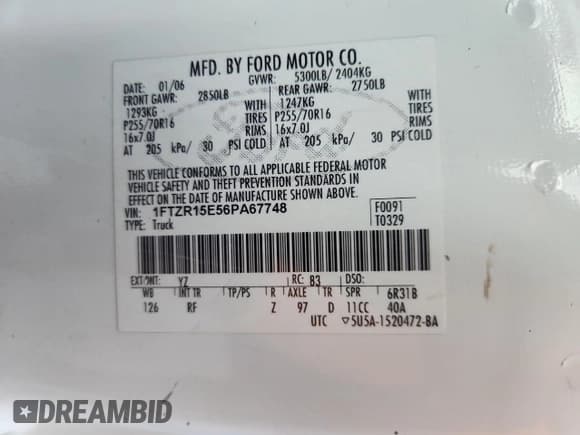 MFD. BY FORD MOTOR CO.
DATE: 01/06 GVWR: 5300LB/ 2404KG
FRONT GAWR: 2850LB REAR GAWR: 2750LB
1293KG WITH 1247KG WITH
P255/70R16 TIRES P255/70R16 TIRES
16x7.0J RIMS 16x7.0J RIMS
AT 205 kPa/ 30 PSI COLD AT 205 kPa/ 30 PSI COLD
THIS VEHICLE CONFORMS TO ALL APPLICABLE FEDERAL MOTOR
VEHICLE SAFETY AND THEFT PREVENTION STANDARDS IN
EFFECT ON THE DATE OF MANUFACTURE SHOWN ABOVE.
VIN: 1FTZR15E56PA67748 F0091
TYPE: Truck T0329
EXT PNT: YZ RC: 83 DSO:
WB INT TR TP/PS R AXLE TR SPR 6R31B
126 RF Z 97 D 11CC 40A
UTC ▽5U5A-1520472-BA
DREAMBID